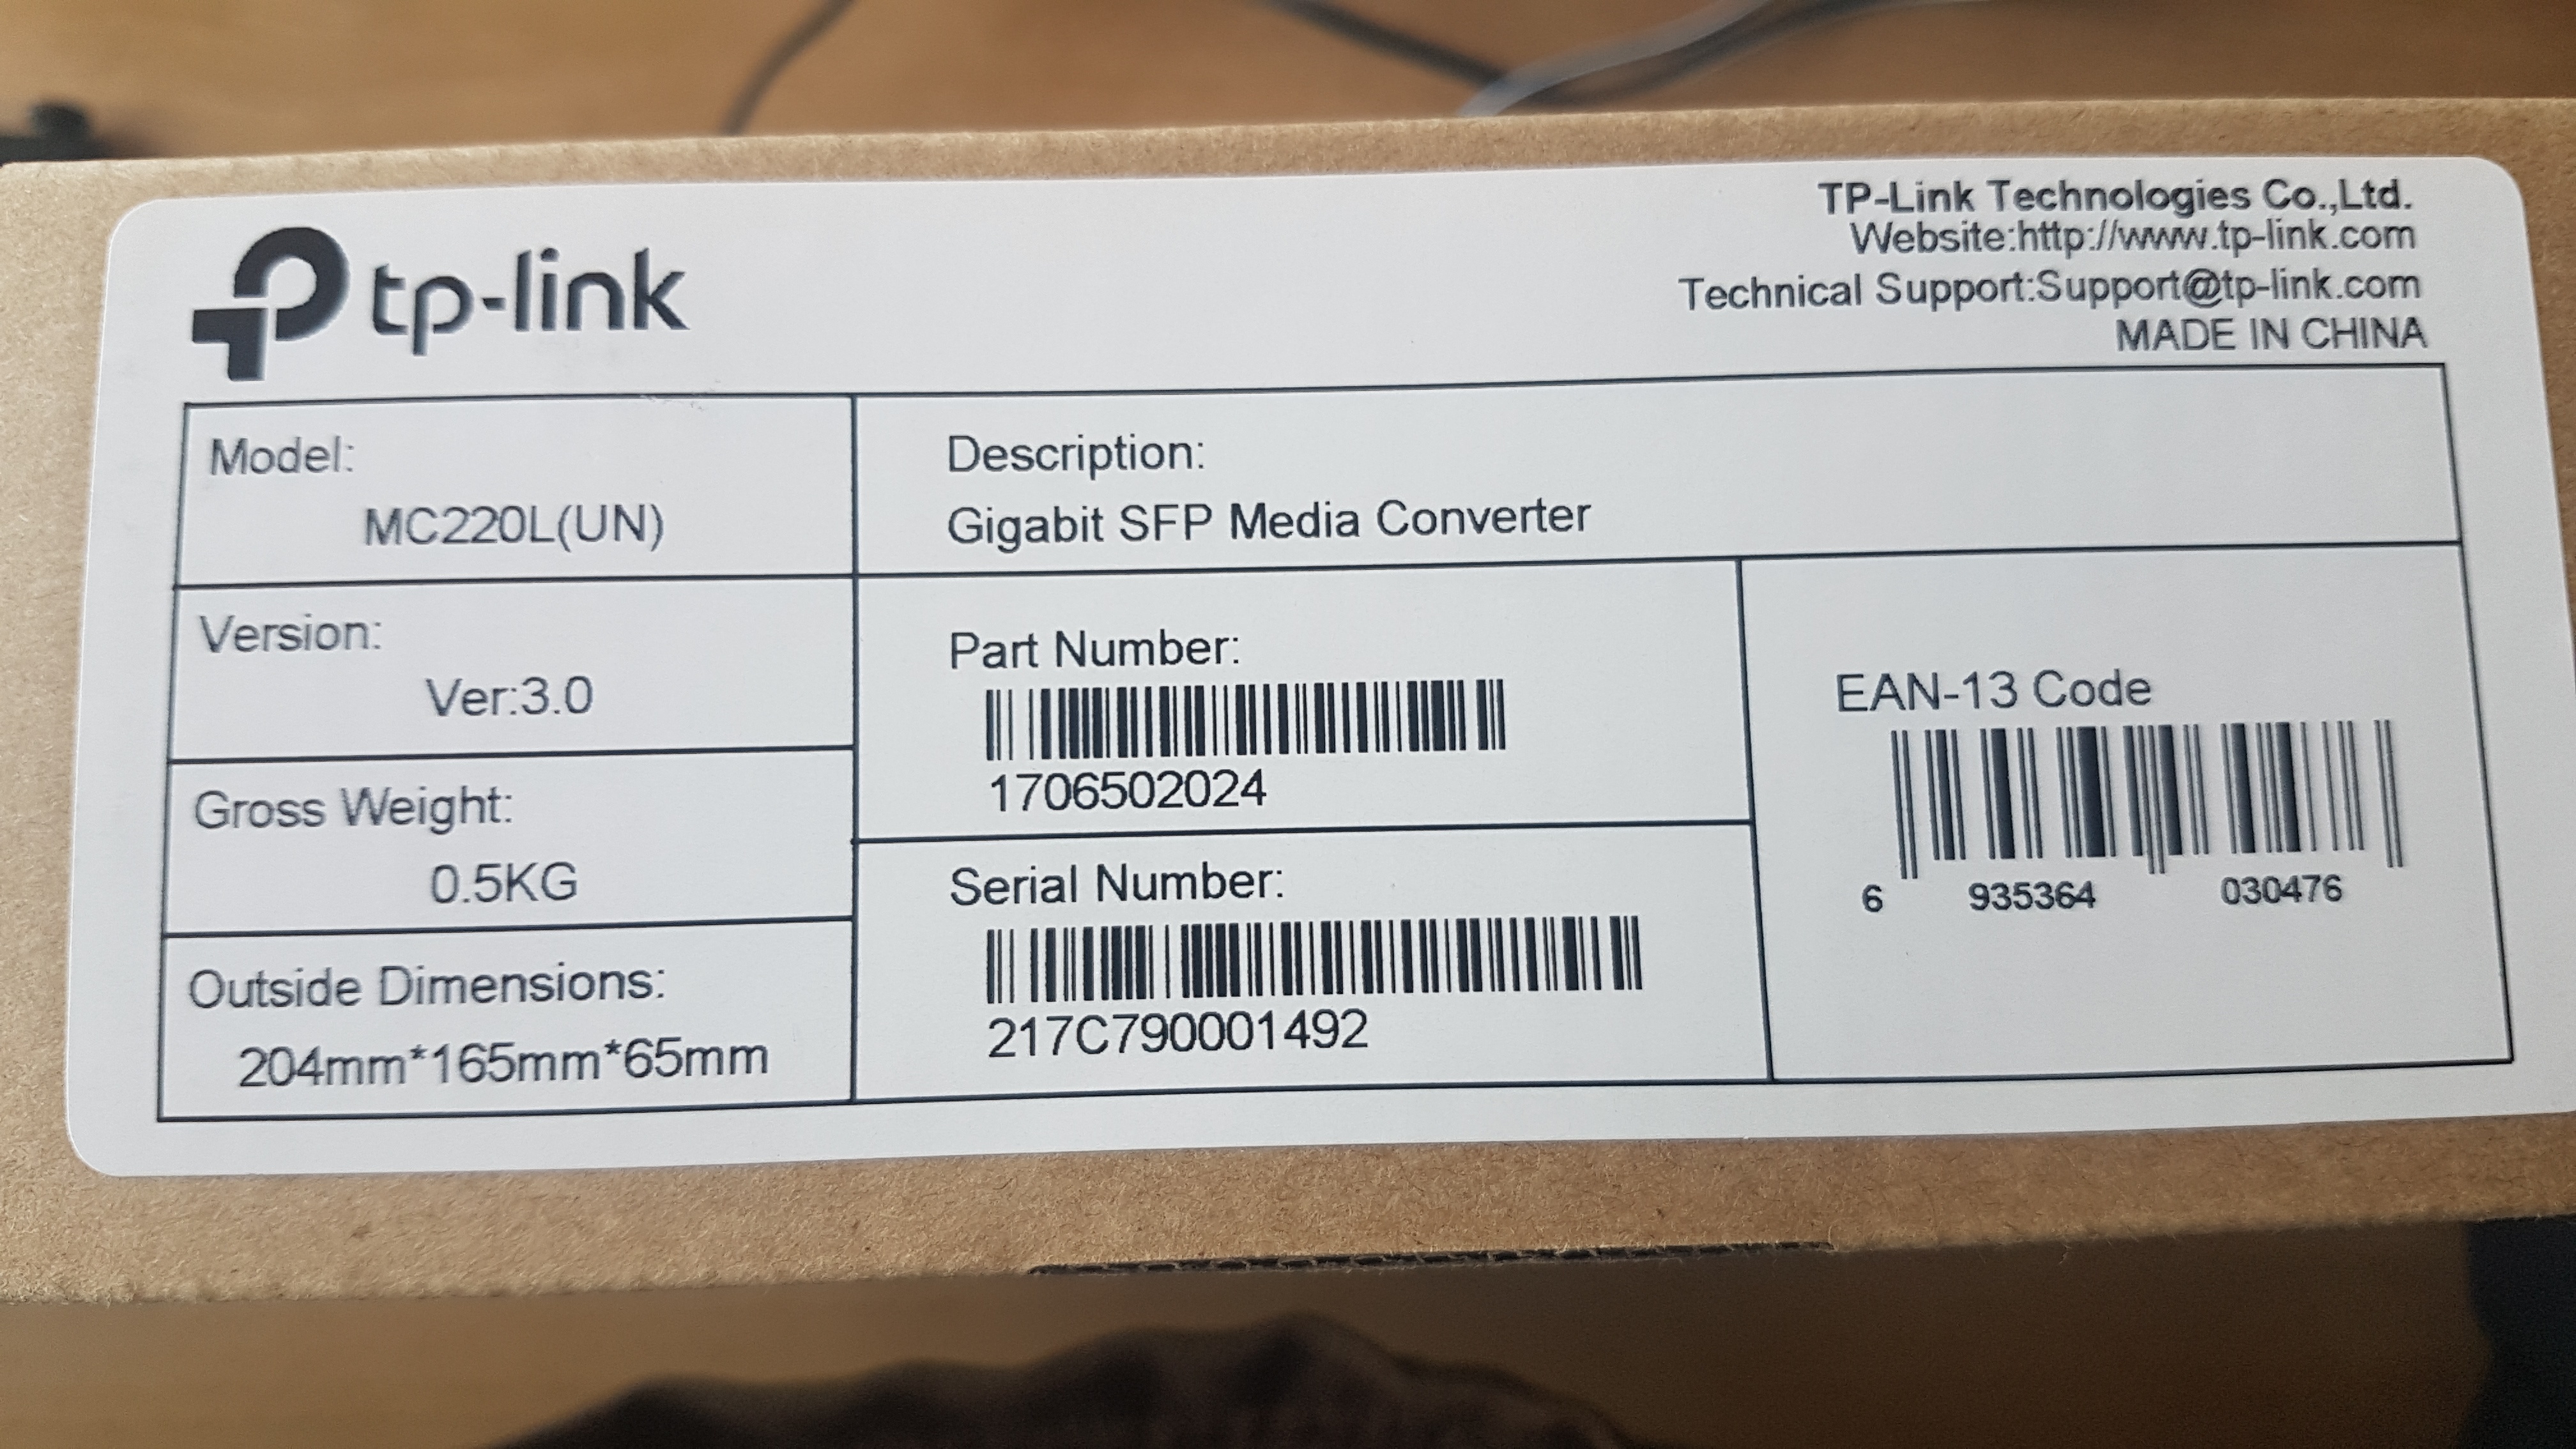 tp-link
TP-Link Technologies Co.,Ltd.
Website:http://www.tp-link.com
Technical Support:Support@tp-link.com
MADE IN CHINA
Model:
MC220L(UN)
Description:
Gigabit SFP Media Converter
Version:
Ver:3.0
Gross Weight:
0.5KG
Outside Dimensions:
204mm*165mm*65mm
Part Number:
1706502024
Serial Number:
217C790001492
EAN-13 Code
6 935364 030476